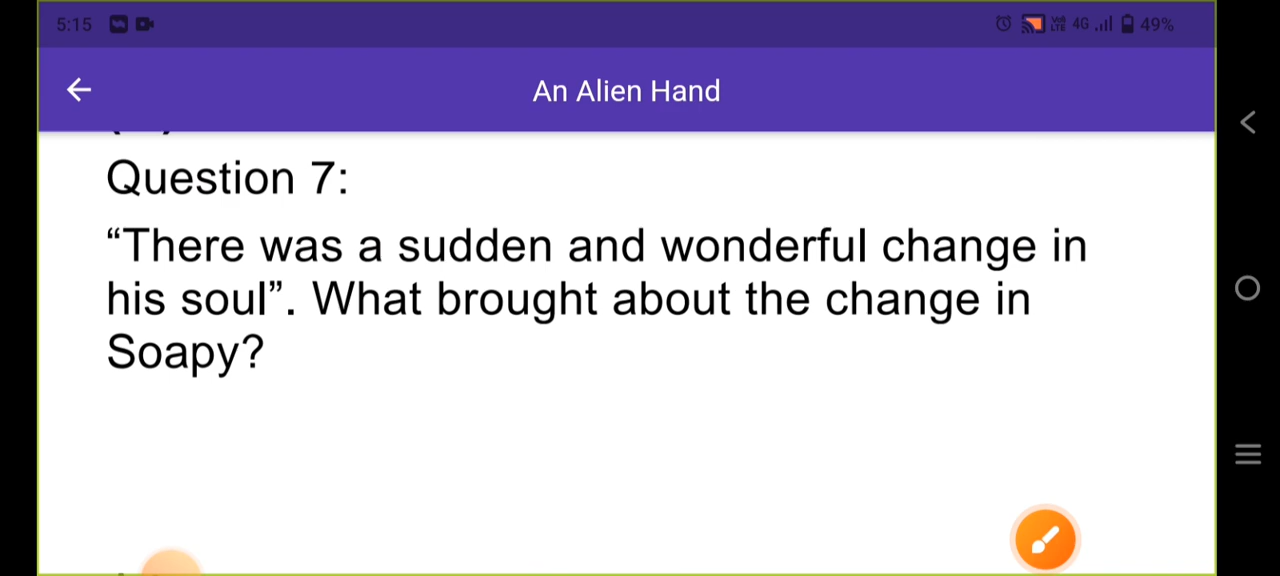 5:15 4G 49%
An Alien Hand
Question 7:
“There was a sudden and wonderful change in
his soul”. What brought about the change in
Soapy?